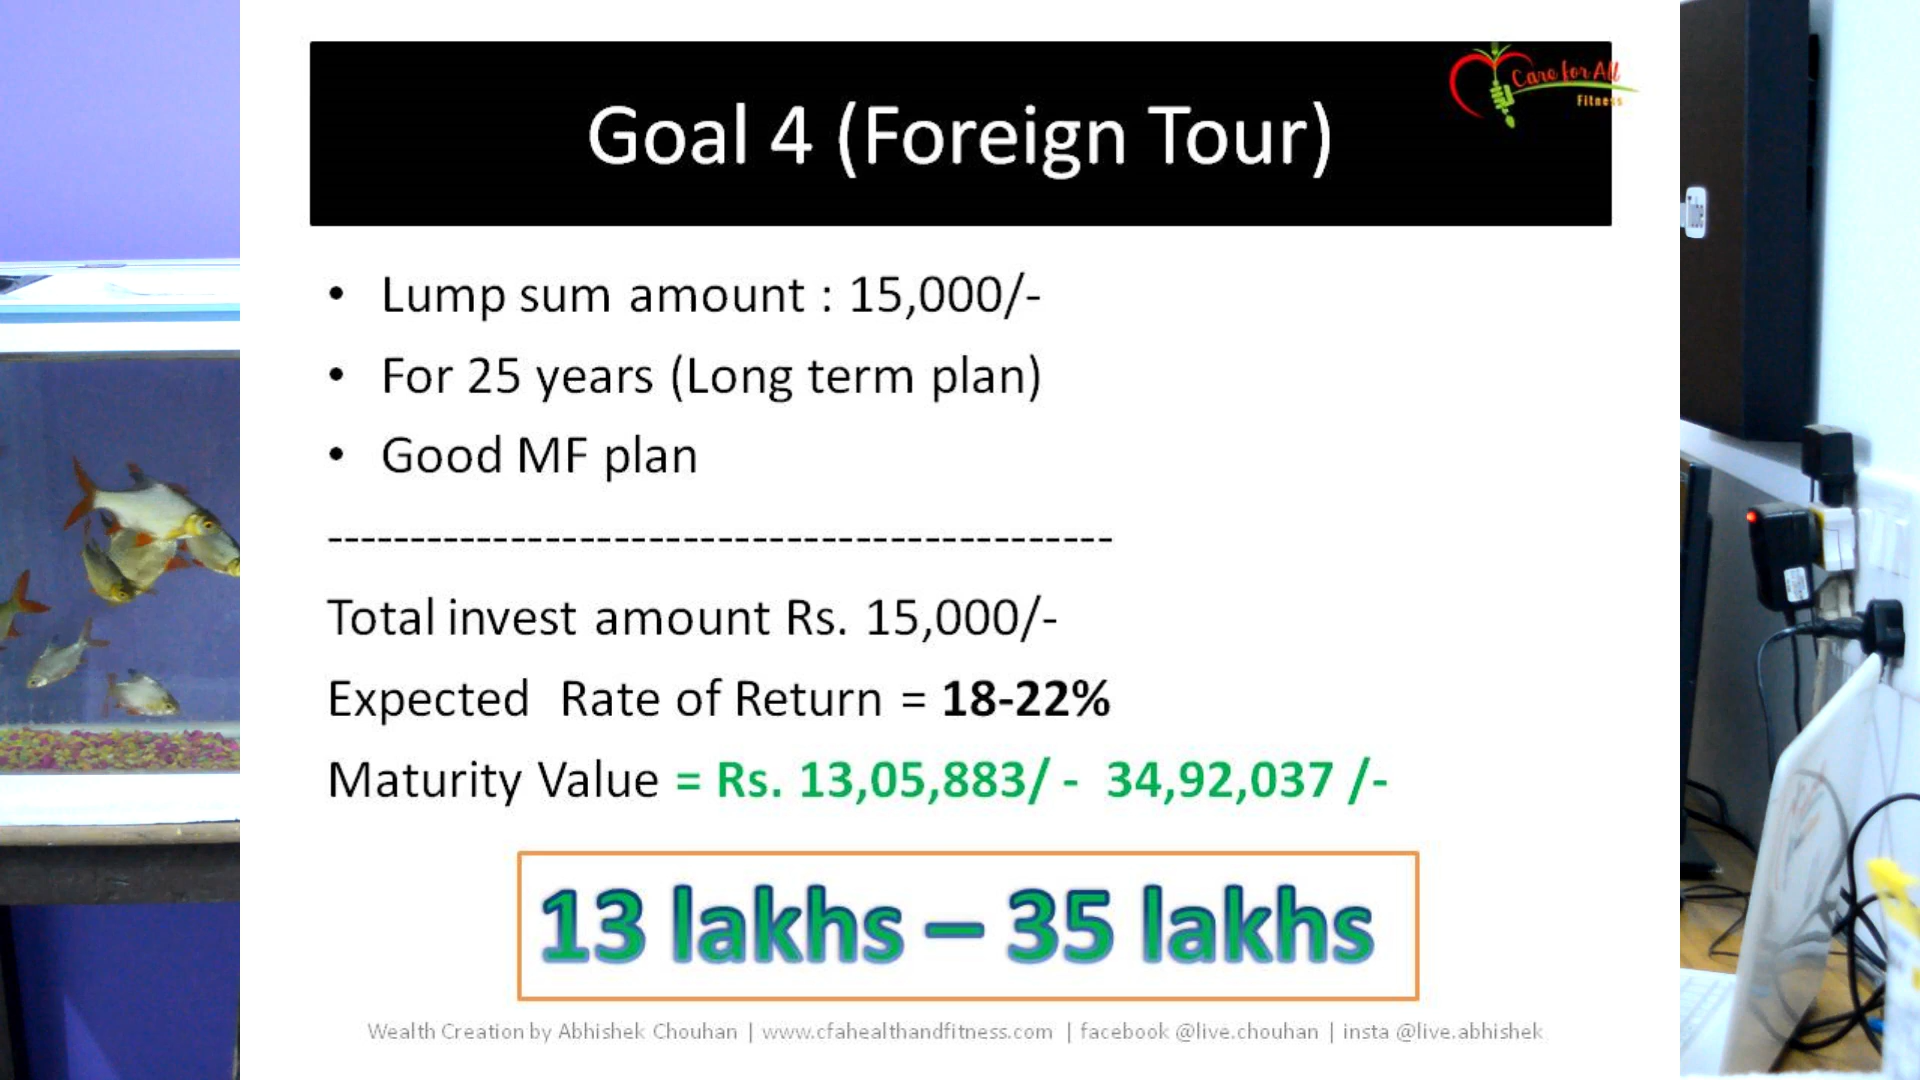 Goal 4 (Foreign Tour)
Care for All
Fitness
• Lump sum amount : 15,000/-
• For 25 years (Long term plan)
• Good MF plan
------------------------------------------------
Total invest amount Rs. 15,000/-
Expected Rate of Return = 18-22%
Maturity Value = Rs. 13,05,883/ - 34,92,037 /-
13 lakhs – 35 lakhs
Wealth Creation by Abhishek Chouhan | www.cfahealthandfitness.com | facebook @live.chouhan | insta @live.abhishek
Tube